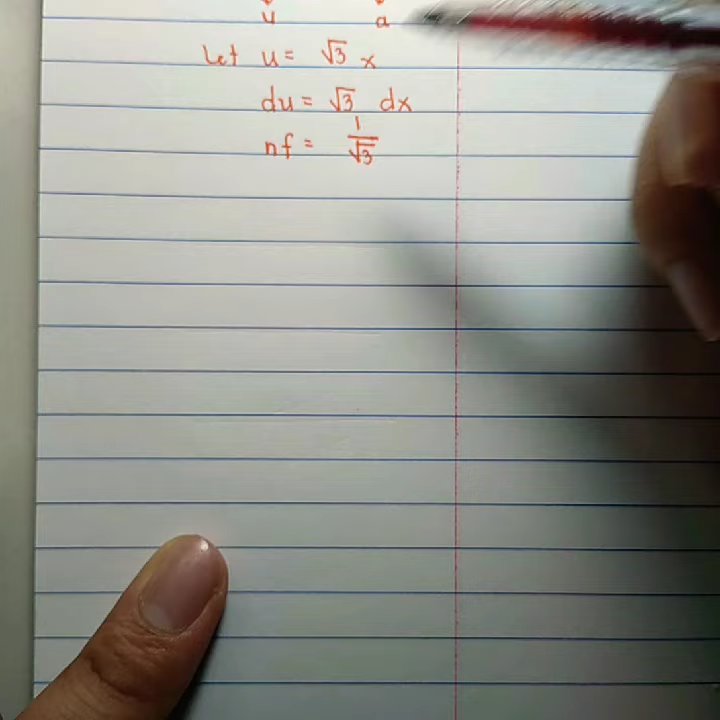 u a
Let u = √3 x
du = √3 dx
nf = 1/√3